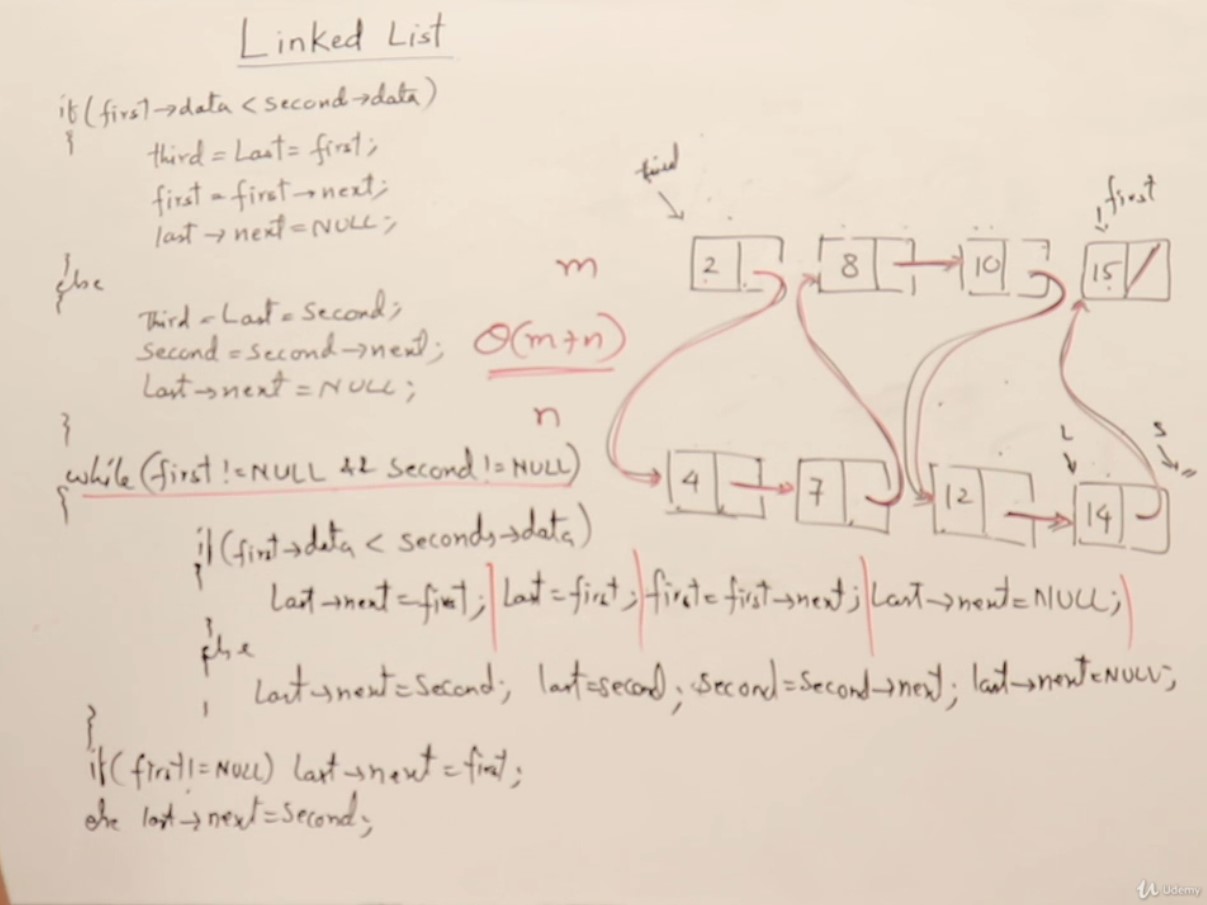 Linked List
if(first→data < second→data)
{
third = Last = first;
first = first→next;
last→next = NULL;
}
else
{
Third = Last = Second;
Second = Second→next;
Last→next = NULL;
}
while(first != NULL && Second != NULL)
{
if(first→data < seconds→data)
{
Last→next = first; Last = first; first = first→next; Last→next = NULL;
}
else
Last→next = Second; last = second; second = Second→next; last→next = NULL;
}
if(first != NULL) Last→next = first;
else last→next = Second;
m
θ(m+n)
n
third
first
2
8
10
15
L
S
4
7
12
14
Udemy